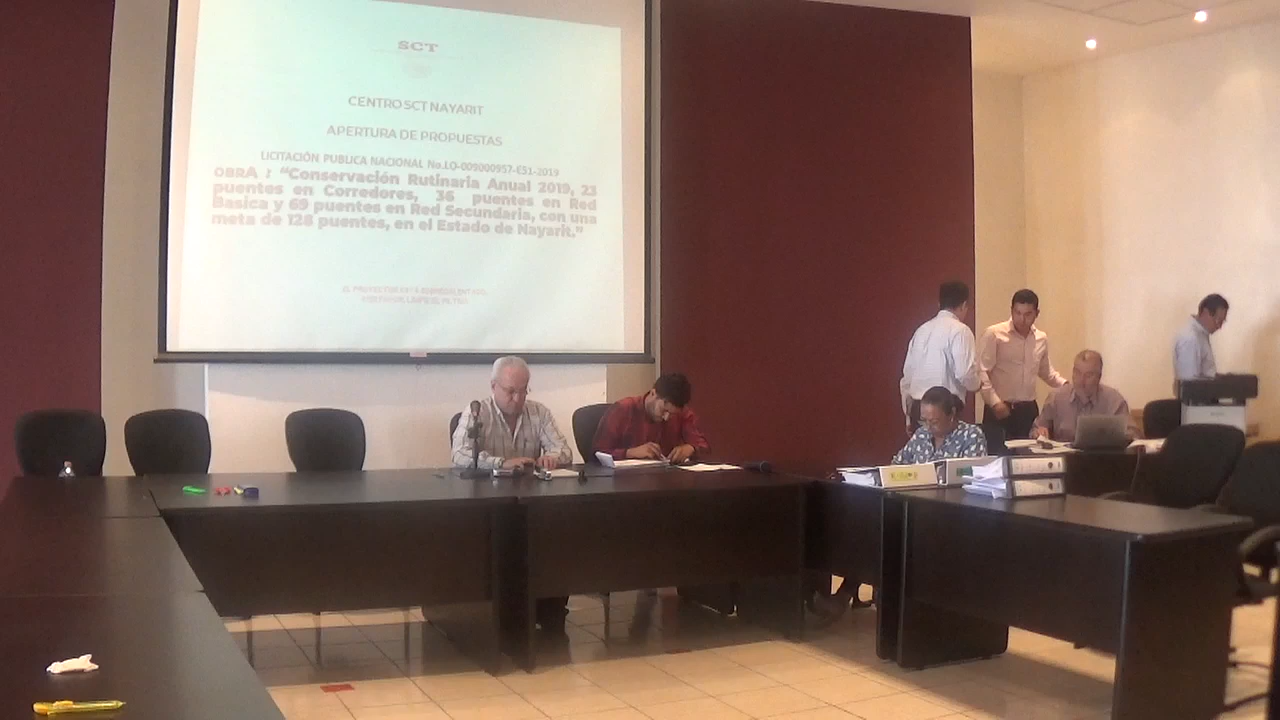 SCT
CENTRO SCT NAYARIT
APERTURA DE PROPUESTAS
LICITACIÓN PUBLICA NACIONAL No.LO-009000957-E51-2019
OBRA : “Conservación Rutinaria Anual 2019, 23
puentes en Corredores, 36 puentes en Red
Basica y 69 puentes en Red Secundaria, con una
meta de 128 puentes, en el Estado de Nayarit.”